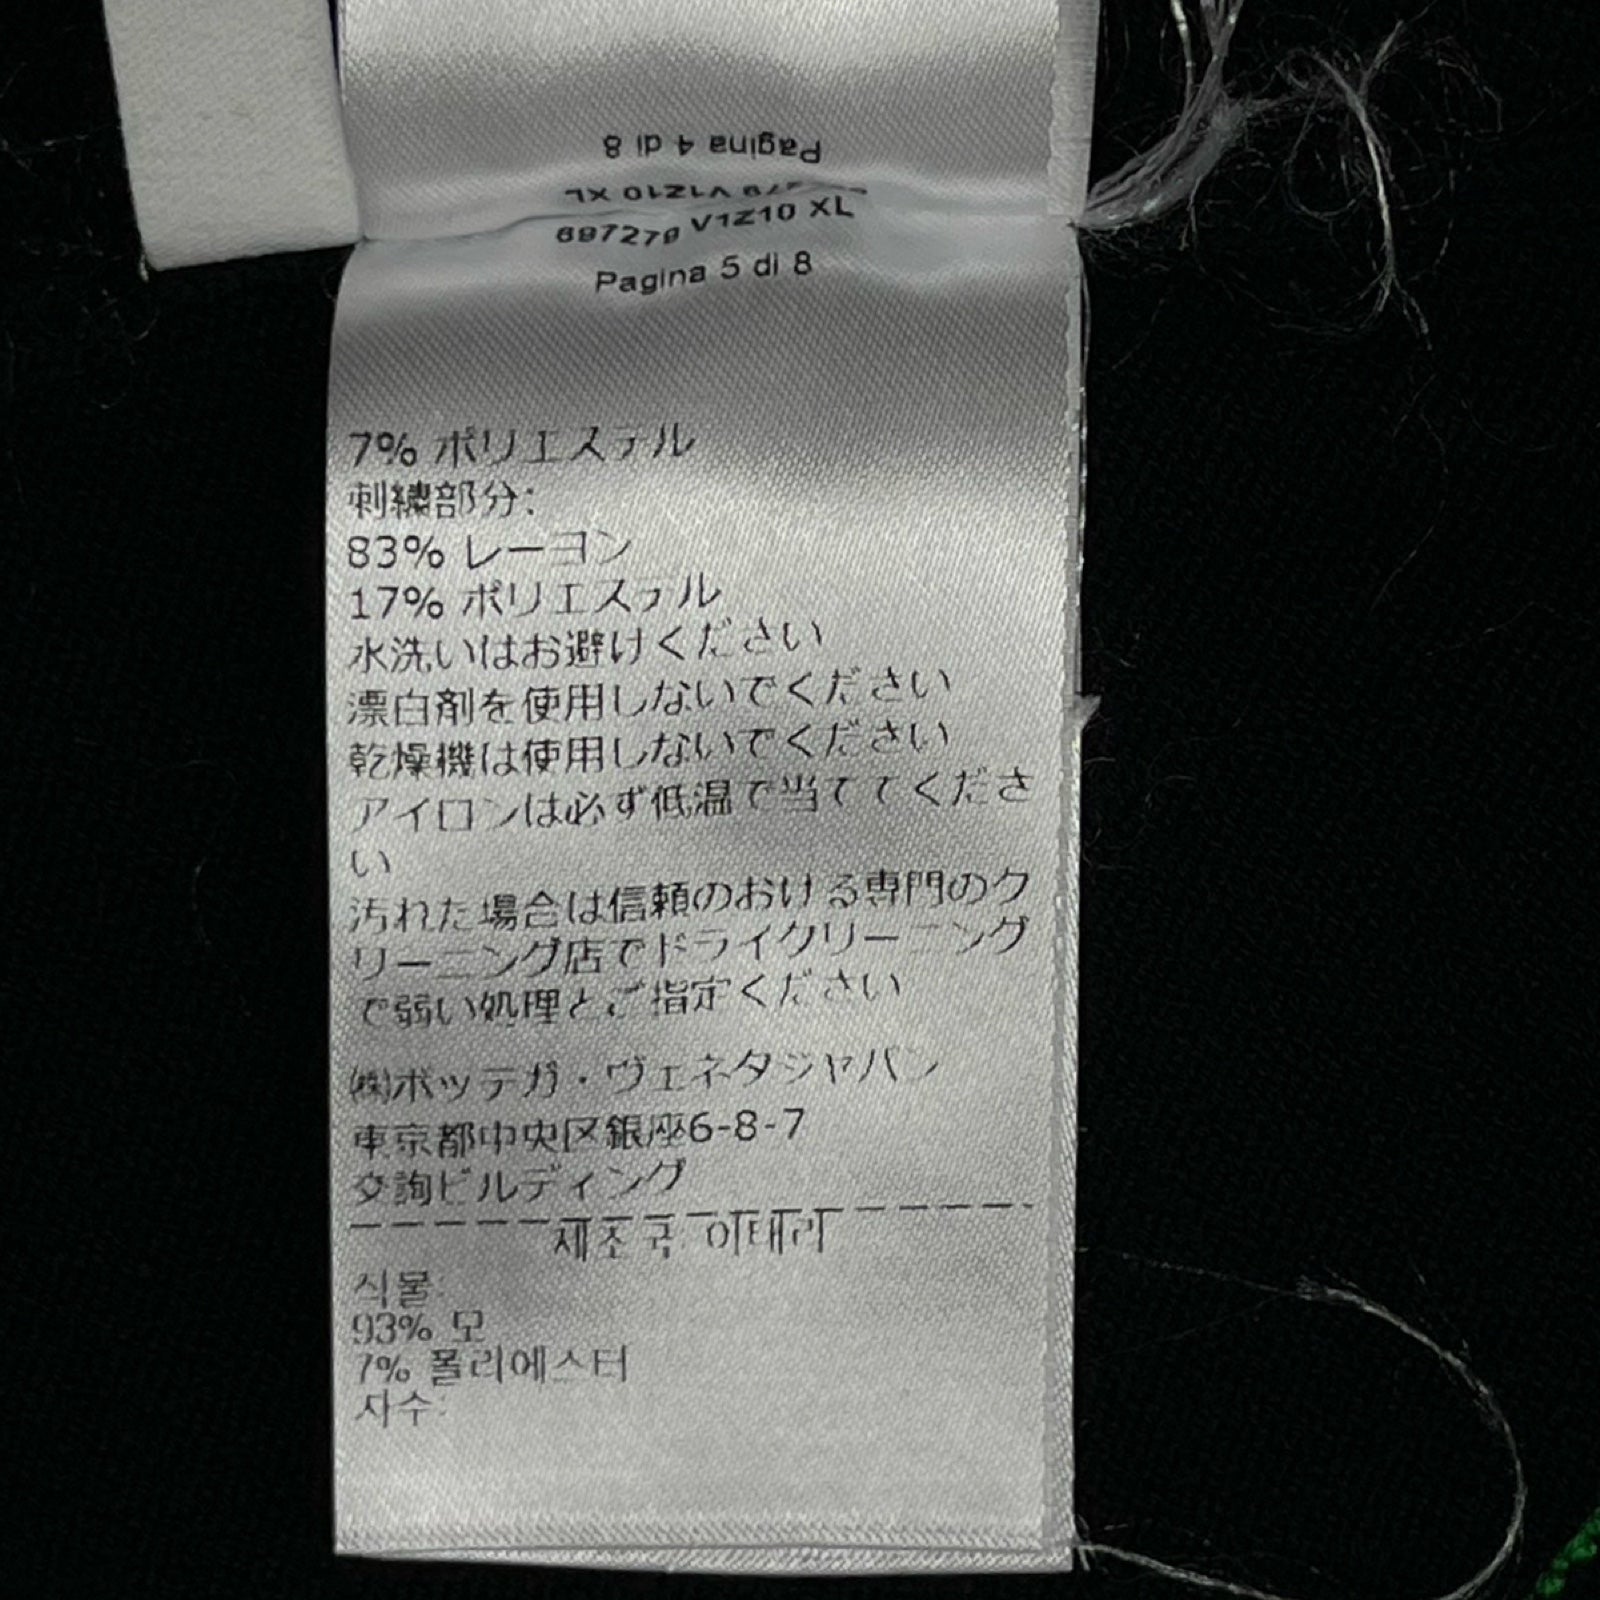 Pagina 4 di 8
V1Z10 XL
697279 V1Z10 XL
Pagina 5 di 8
7% ポリエステル
刺繍部分:
83% レーヨン
17% ポリエステル
水洗いはお避けください
漂白剤を使用しないでください
乾燥機は使用しないでください
アイロンは必ず低温で当ててくださ
い
汚れた場合は信頼のおける専門のク
リーニング店でドライクリーニング
で弱い処理とご指定ください
㈱ボッテガ・ヴェネタジャパン
東京都中央区銀座6-8-7
交詢ビルディング
제조국: 이태리
직물:
93% 모
7% 폴리에스터
자수: